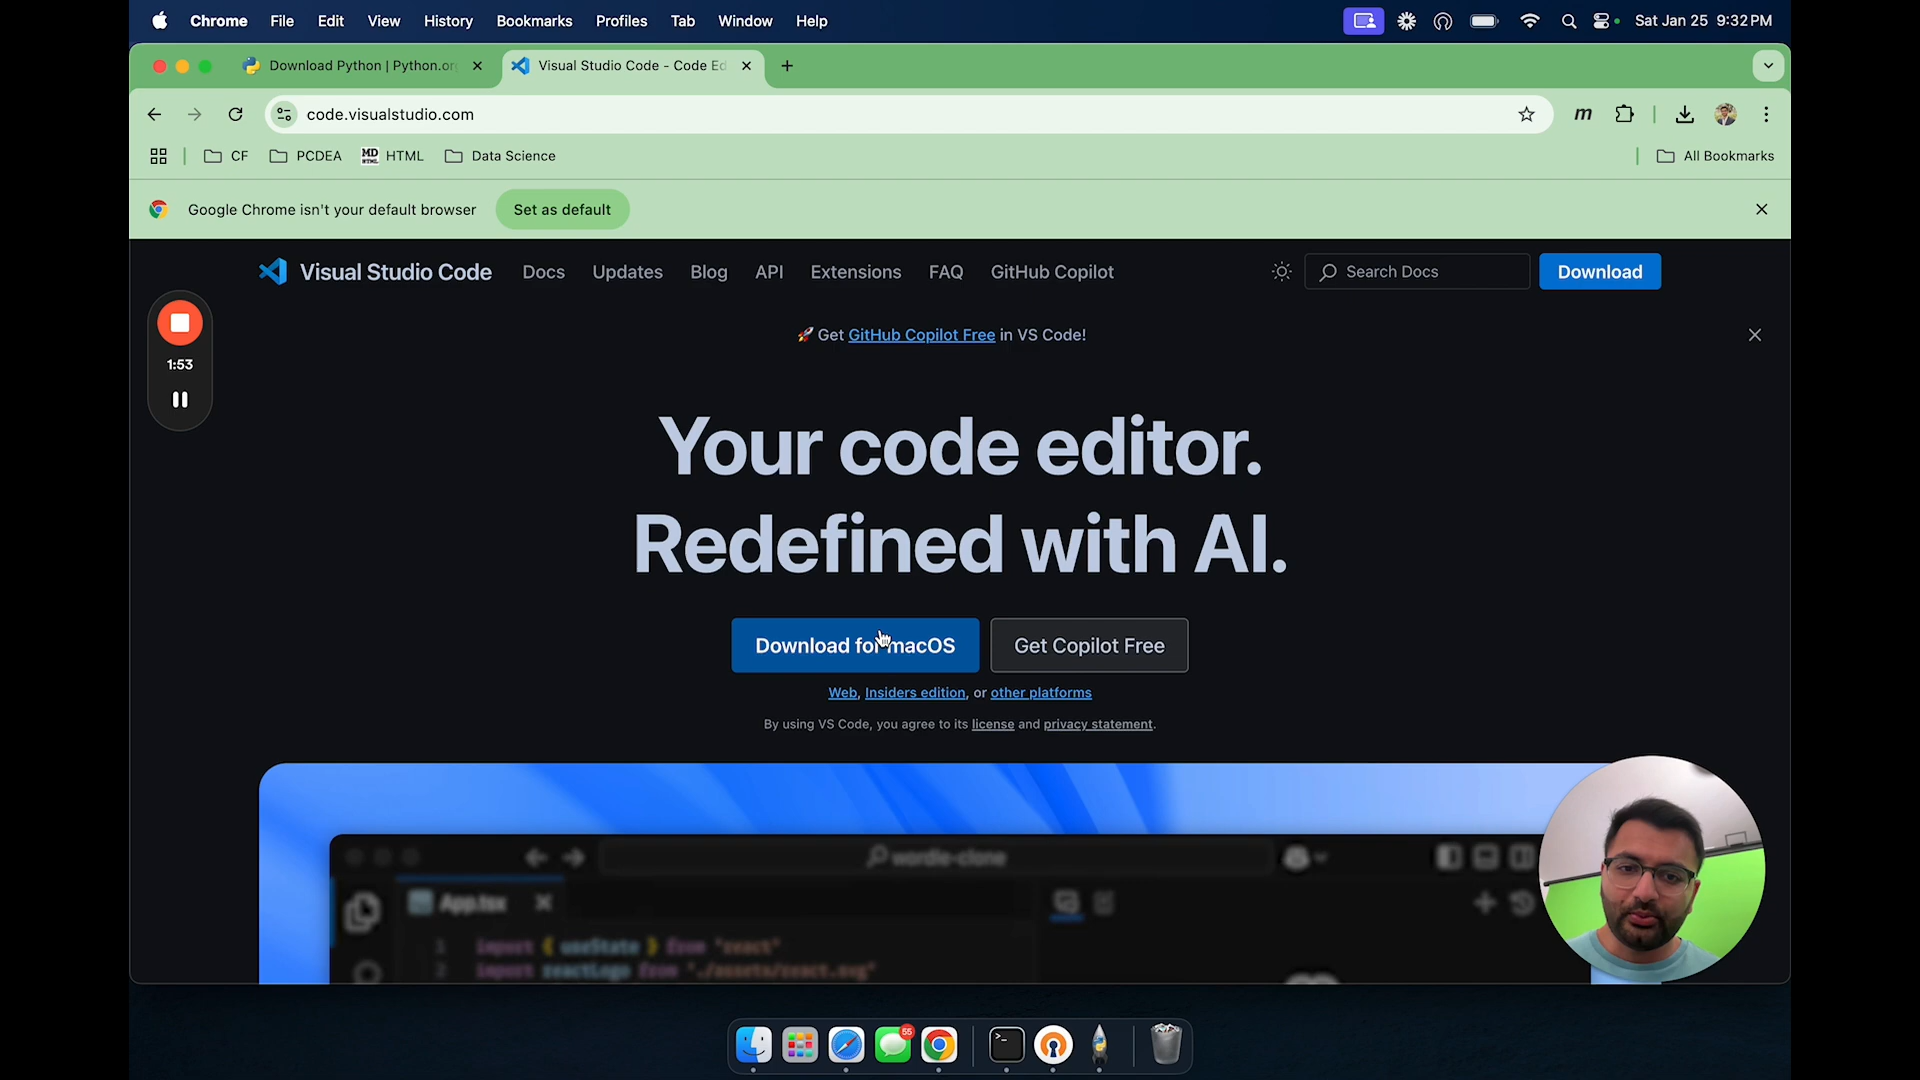 Chrome File Edit View History Bookmarks Profiles Tab Window Help Sat Jan 25 9:32 PM
Download Python | Python.or
Visual Studio Code - Code Ed
code.visualstudio.com
m
CF PCDEA MD HTML HTML Data Science All Bookmarks
Google Chrome isn't your default browser Set as default
Visual Studio Code Docs Updates Blog API Extensions FAQ GitHub Copilot Search Docs Download
🚀 Get GitHub Copilot Free in VS Code!
1:53
Your code editor.
Redefined with AI.
Download for macOS Get Copilot Free
Web, Insiders edition, or other platforms
By using VS Code, you agree to its license and privacy statement.
wordle-clone
App.tsx
1 import { useState } from 'react'
2 import reactLogo from "./assets/react.svg"
55